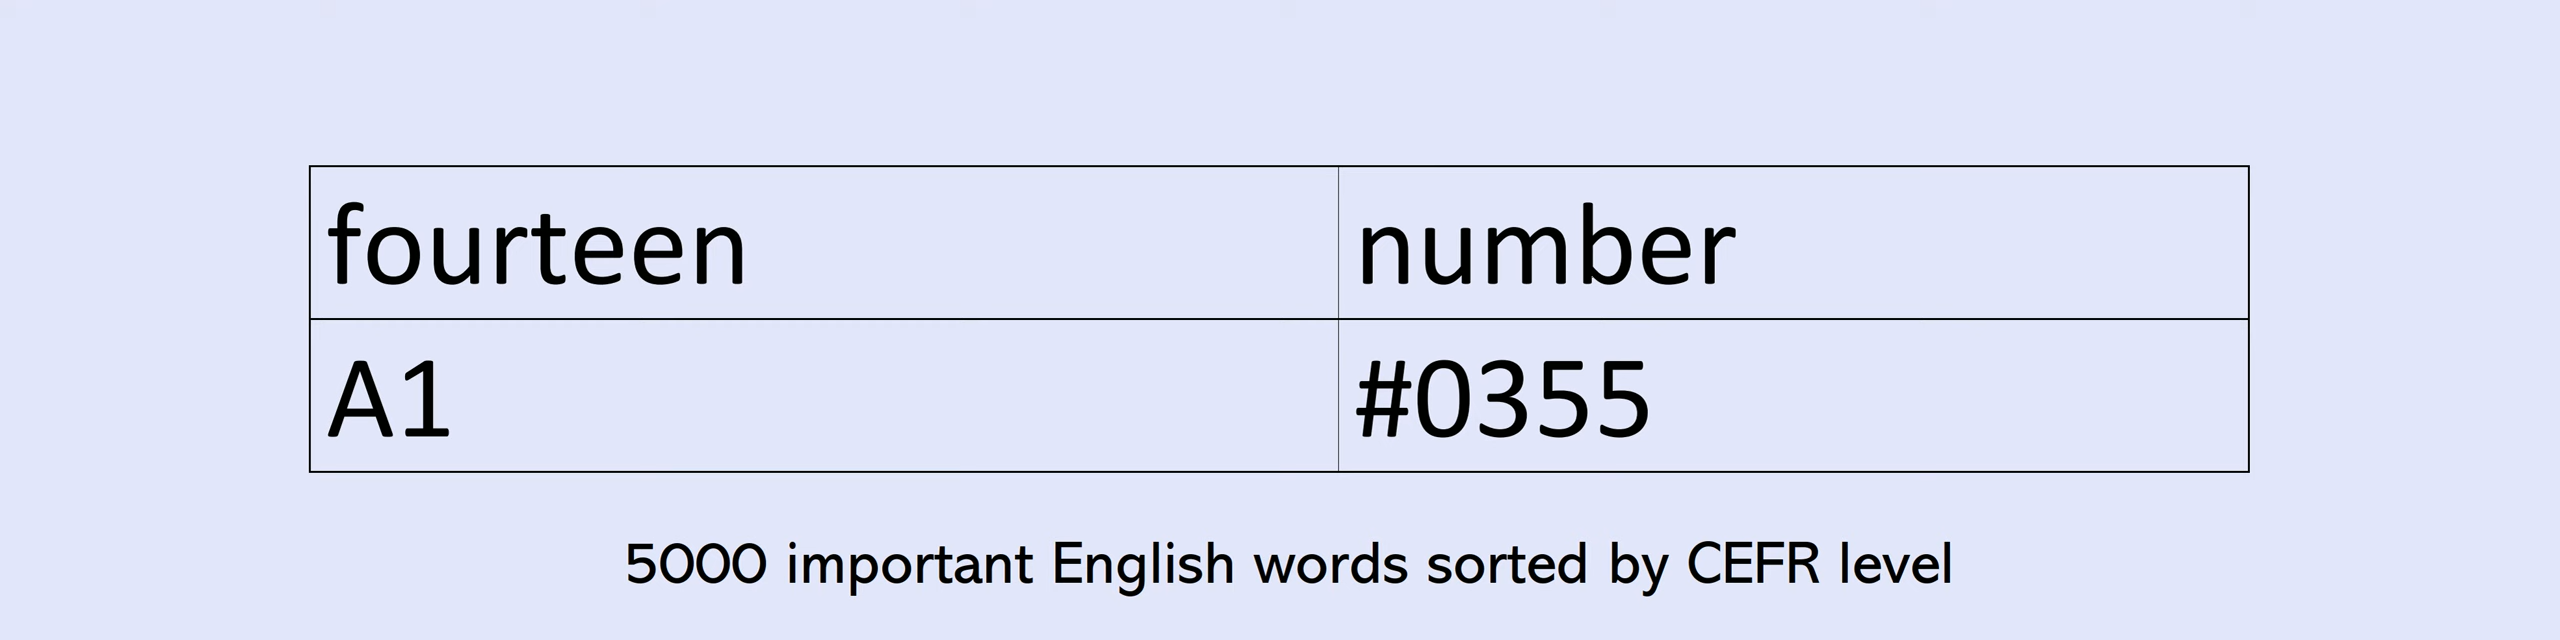 fourteen number
A1 #0355
5000 important English words sorted by CEFR level